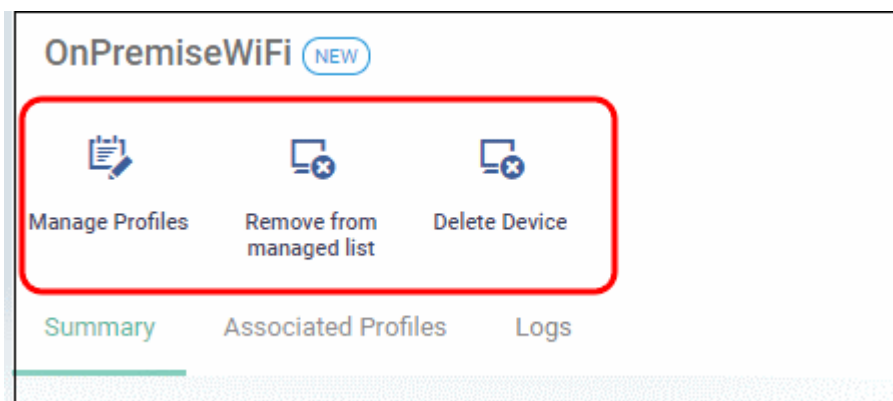 OnPremiseWiFi NEW
Manage Profiles
Remove from
managed list
Delete Device
Summary Associated Profiles Logs